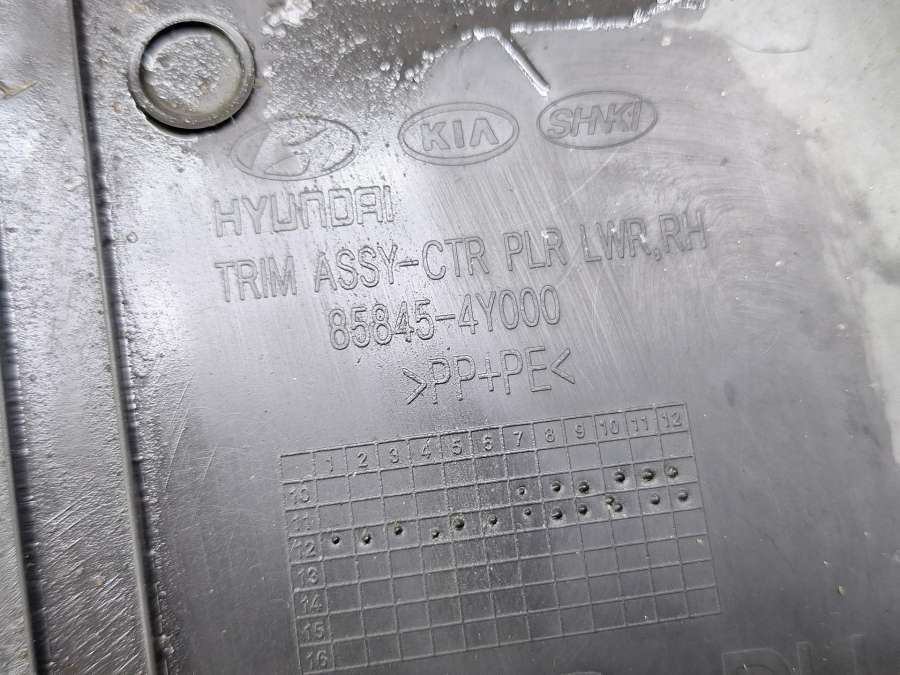 KIA SHNKI
HYUNDAI
TRIM ASSY-CTR PLR LWR,RH
85845-4Y000
>PP+PE<
1 2 3 4 5 6 7 8 9 10 11 12
10
11
12
13
14
15
16
RH